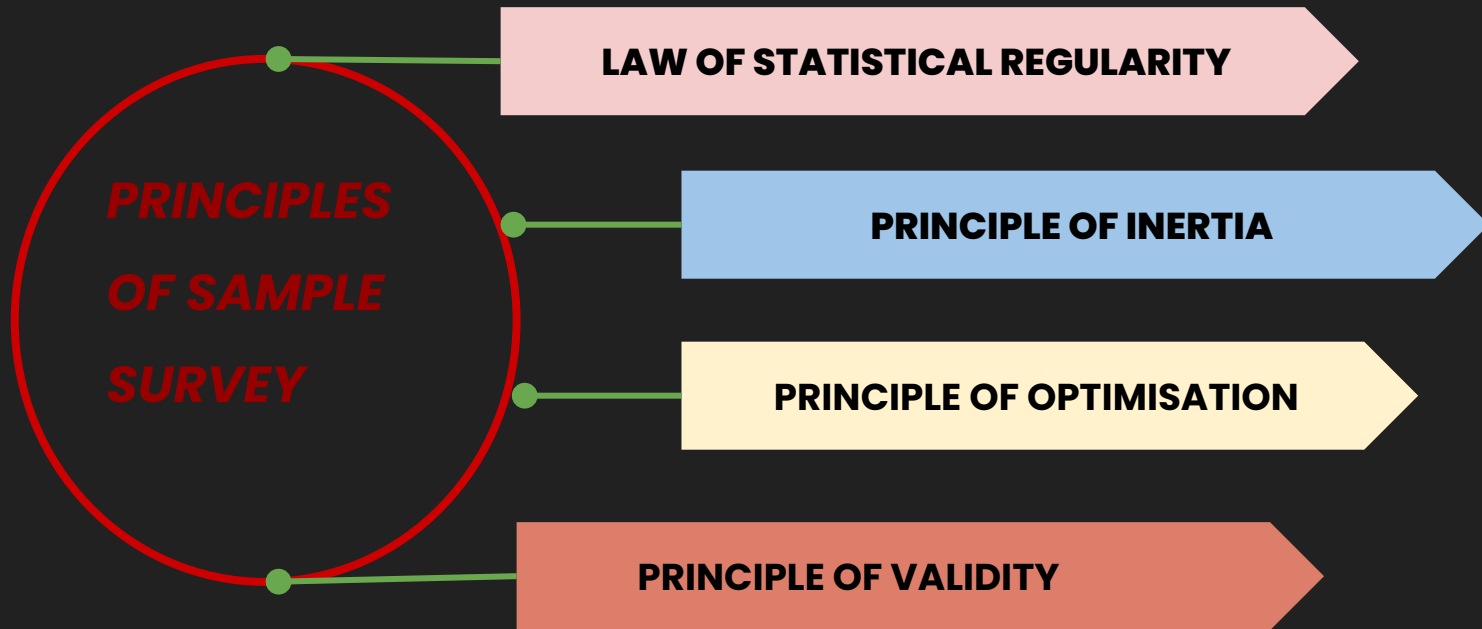 PRINCIPLES
OF SAMPLE
SURVEY
LAW OF STATISTICAL REGULARITY
PRINCIPLE OF INERTIA
PRINCIPLE OF OPTIMISATION
PRINCIPLE OF VALIDITY